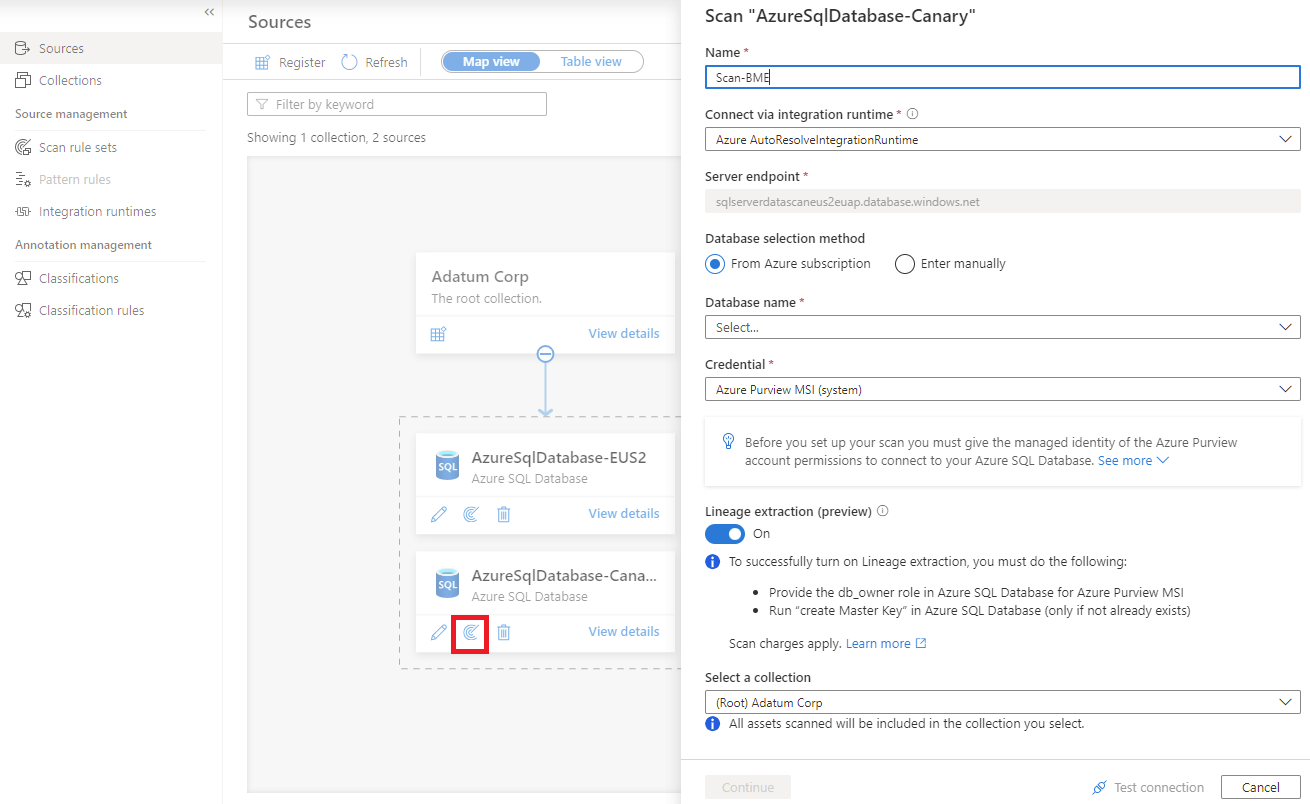 Sources
Collections
Source management
Scan rule sets
Pattern rules
Integration runtimes
Annotation management
Classifications
Classification rules
Sources
Register
Refresh
Map view
Table view
Filter by keyword
Showing 1 collection, 2 sources
Adatum Corp
The root collection.
View details
AzureSqlDatabase-EUS2
SQL
Azure SQL Database
View details
AzureSqlDatabase-Cana...
SQL
Azure SQL Database
View details
Scan "AzureSqlDatabase-Canary"
Name *
Scan-BME
Connect via integration runtime *
Azure AutoResolveIntegrationRuntime
Server endpoint *
sqlserverdatascaneus2euap.database.windows.net
Database selection method
From Azure subscription
Enter manually
Database name *
Select...
Credential *
Azure Purview MSI (system)
Before you set up your scan you must give the managed identity of the Azure Purview
account permissions to connect to your Azure SQL Database. See more
Lineage extraction (preview)
On
To successfully turn on Lineage extraction, you must do the following:
• Provide the db_owner role in Azure SQL Database for Azure Purview MSI
• Run “create Master Key” in Azure SQL Database (only if not already exists)
Scan charges apply. Learn more
Select a collection
(Root) Adatum Corp
All assets scanned will be included in the collection you select.
Continue
Test connection
Cancel